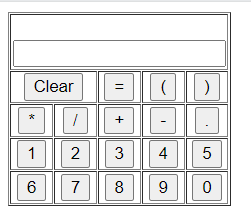 Clear = ( )
* / + - .
1 2 3 4 5
6 7 8 9 0